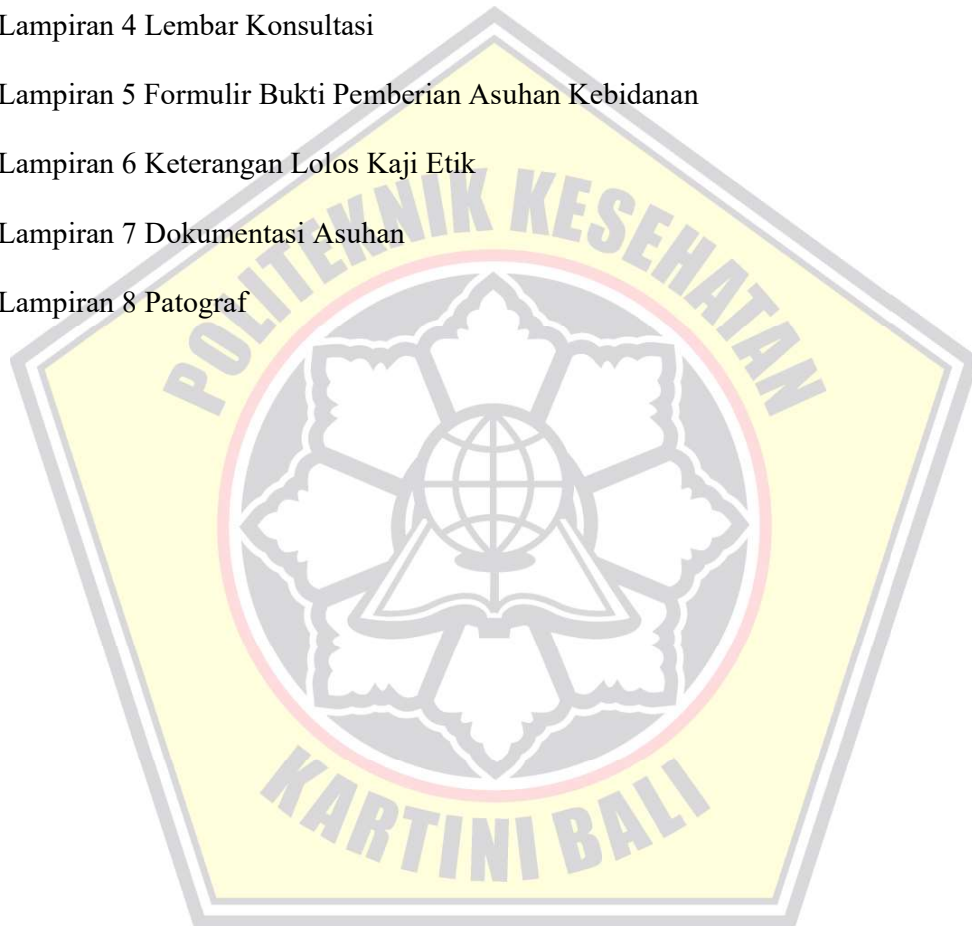 Lampiran 4 Lembar Konsultasi
Lampiran 5 Formulir Bukti Pemberian Asuhan Kebidanan
Lampiran 6 Keterangan Lolos Kaji Etik
Lampiran 7 Dokumentasi Asuhan
Lampiran 8 Patograf
POLITEKNIK KESEHATAN
KARTINI BALI